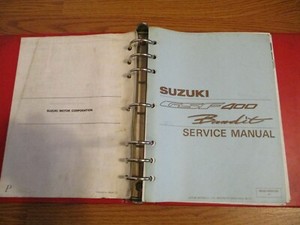 SUZUKI MOTOR CORPORATION
SUZUKI
GSF400
Bandit
SERVICE MANUAL